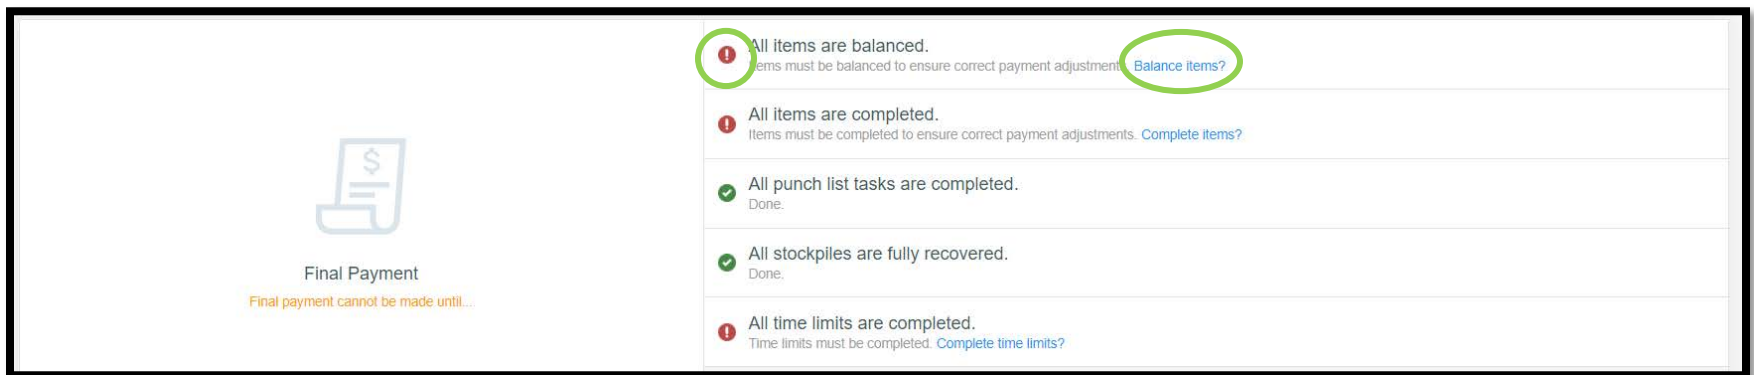 Final Payment
Final payment cannot be made until...
All items are balanced.
Items must be balanced to ensure correct payment adjustments. Balance items?
All items are completed.
Items must be completed to ensure correct payment adjustments. Complete items?
All punch list tasks are completed.
Done.
All stockpiles are fully recovered.
Done.
All time limits are completed.
Time limits must be completed. Complete time limits?